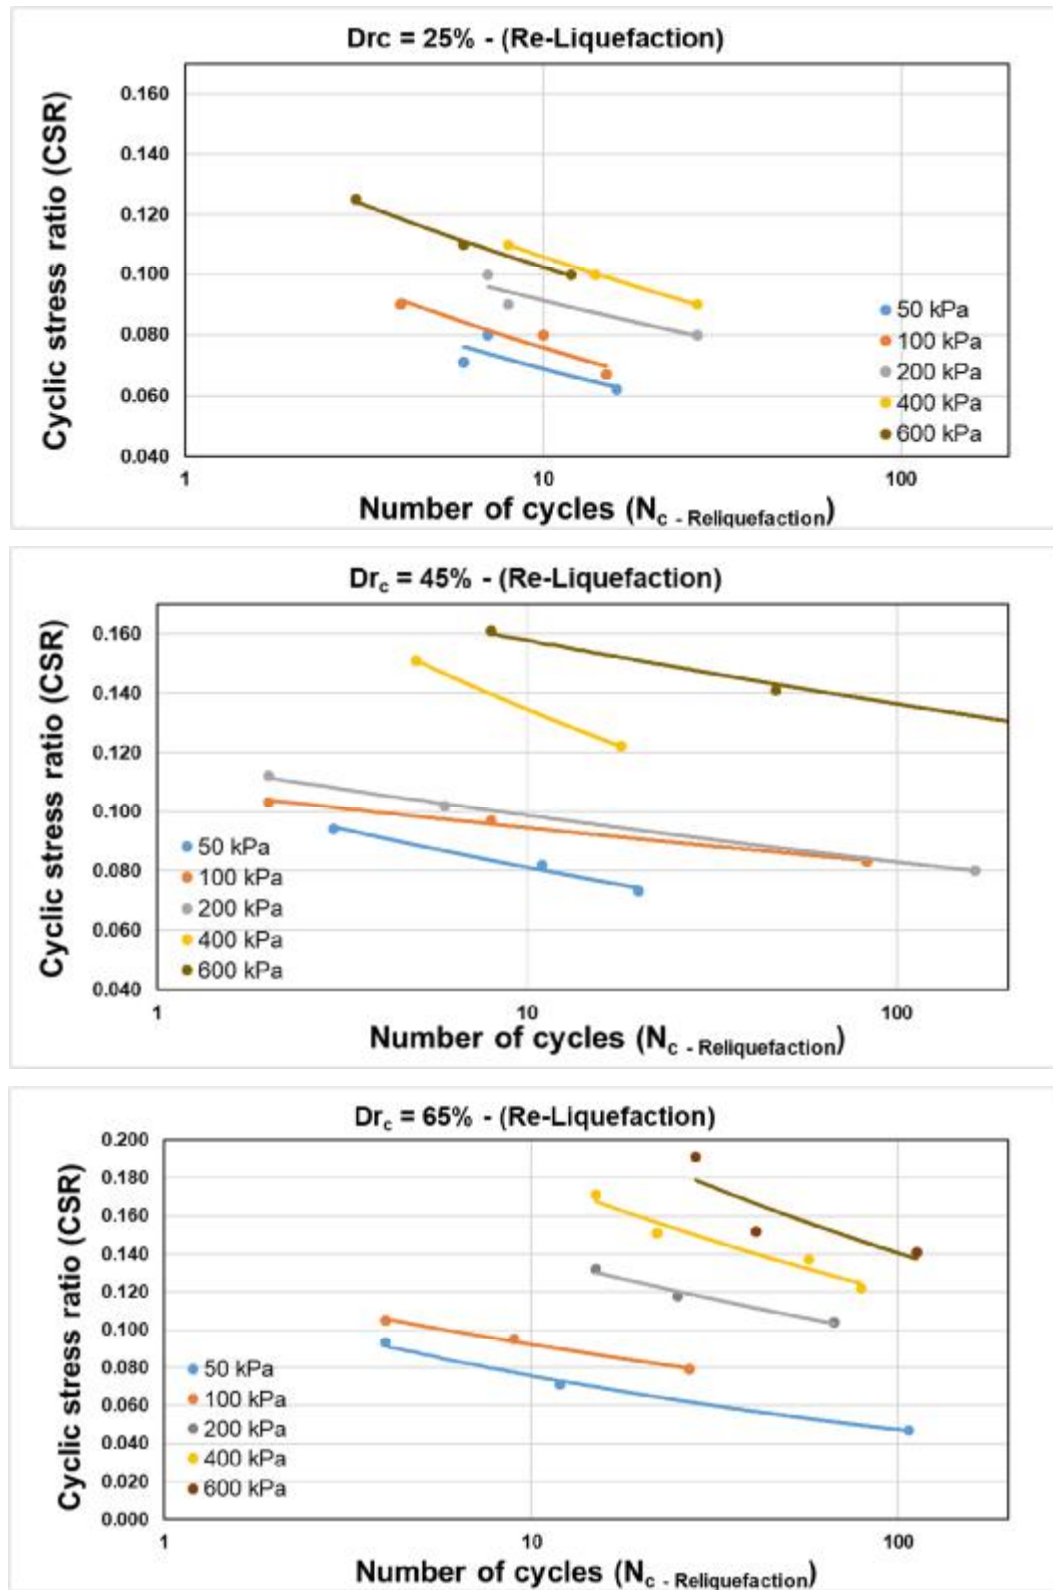 Drc = 25% - (Re-Liquefaction)
Cyclic stress ratio (CSR)
0.160
0.140
0.120
0.100
0.080
0.060
0.040
50 kPa
100 kPa
200 kPa
400 kPa
600 kPa
1 10 100
Number of cycles (Nc - Reliquefaction)
Drc = 45% - (Re-Liquefaction)
Cyclic stress ratio (CSR)
0.160
0.140
0.120
0.100
0.080
0.060
0.040
50 kPa
100 kPa
200 kPa
400 kPa
600 kPa
1 10 100
Number of cycles (Nc - Reliquefaction)
Drc = 65% - (Re-Liquefaction)
Cyclic stress ratio (CSR)
0.200
0.180
0.160
0.140
0.120
0.100
0.080
0.060
0.040
0.020
0.000
50 kPa
100 kPa
200 kPa
400 kPa
600 kPa
1 10 100
Number of cycles (Nc - Reliquefaction)